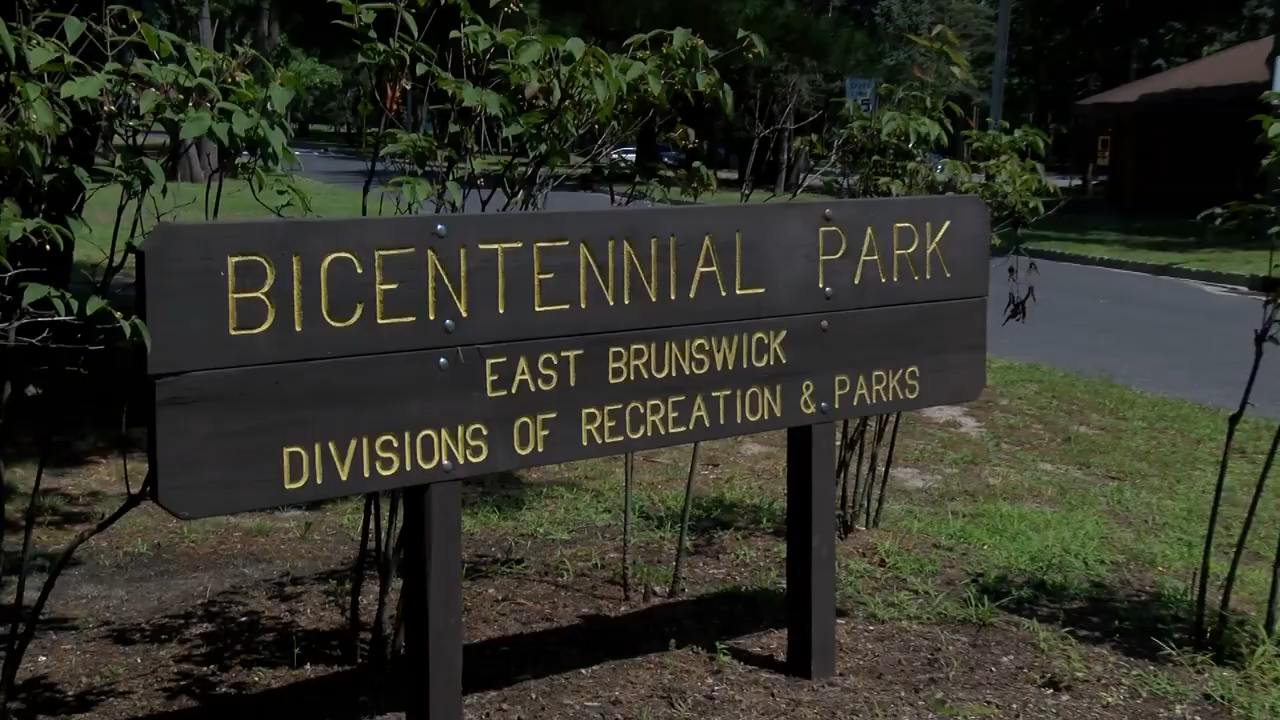 BICENTENNIAL PARK
EAST BRUNSWICK
DIVISIONS OF RECREATION & PARKS